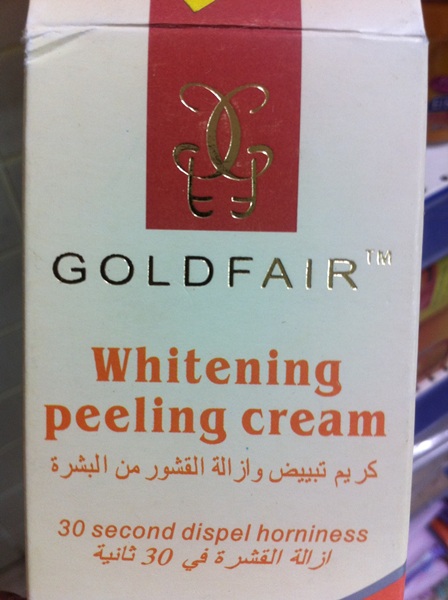 GOLDFAIR™
Whitening
peeling cream
كريم تبييض وازالة القشور من البشرة
30 second dispel horniness
ازالة القشرة في 30 ثانية